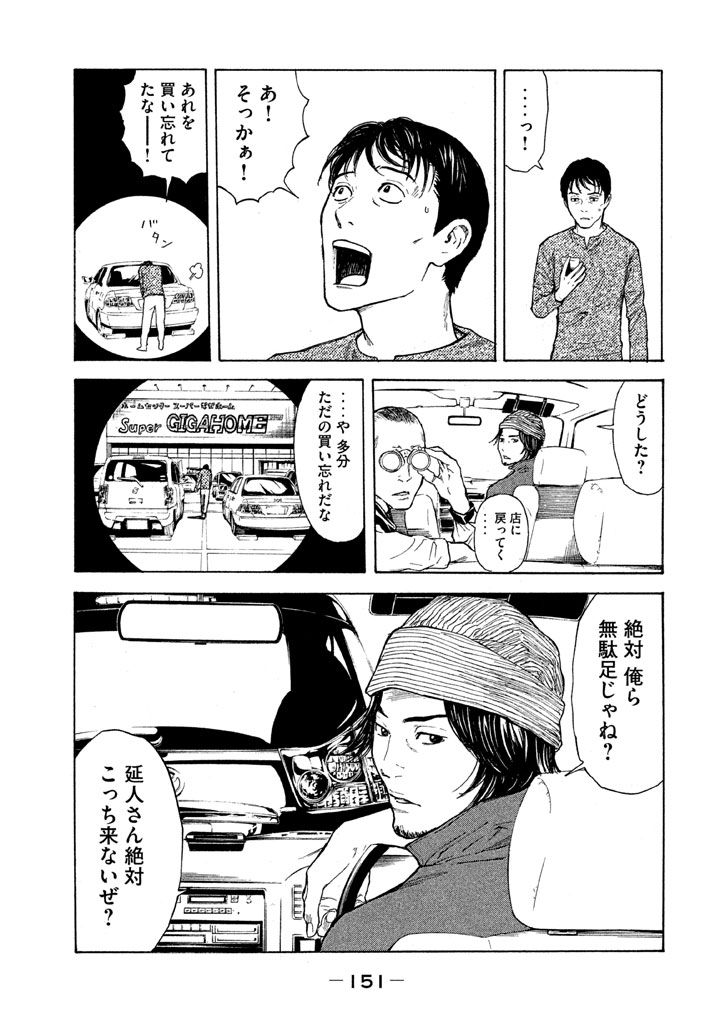 ‥‥っ！
あ！
そっかぁ！
あれを
買い忘れて
たな――！
バタン
どうした？
店に
戻ってく
‥‥
‥‥や 多分
ただの買い忘れだな
Super GIGAHOME
絶対 俺ら
無駄足じゃね？
延人さん絶対
こっち来ないぜ？
―151―